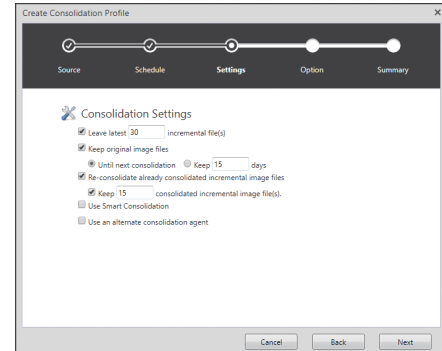 Create Consolidation Profile
Source Schedule Settings Option Summary
Consolidation Settings
Leave latest 30 incremental file(s)
Keep original image files
Until next consolidation Keep 15 days
Re-consolidate already consolidated incremental image files
Keep 15 consolidated incremental image file(s).
Use Smart Consolidation
Use an alternate consolidation agent
Cancel Back Next